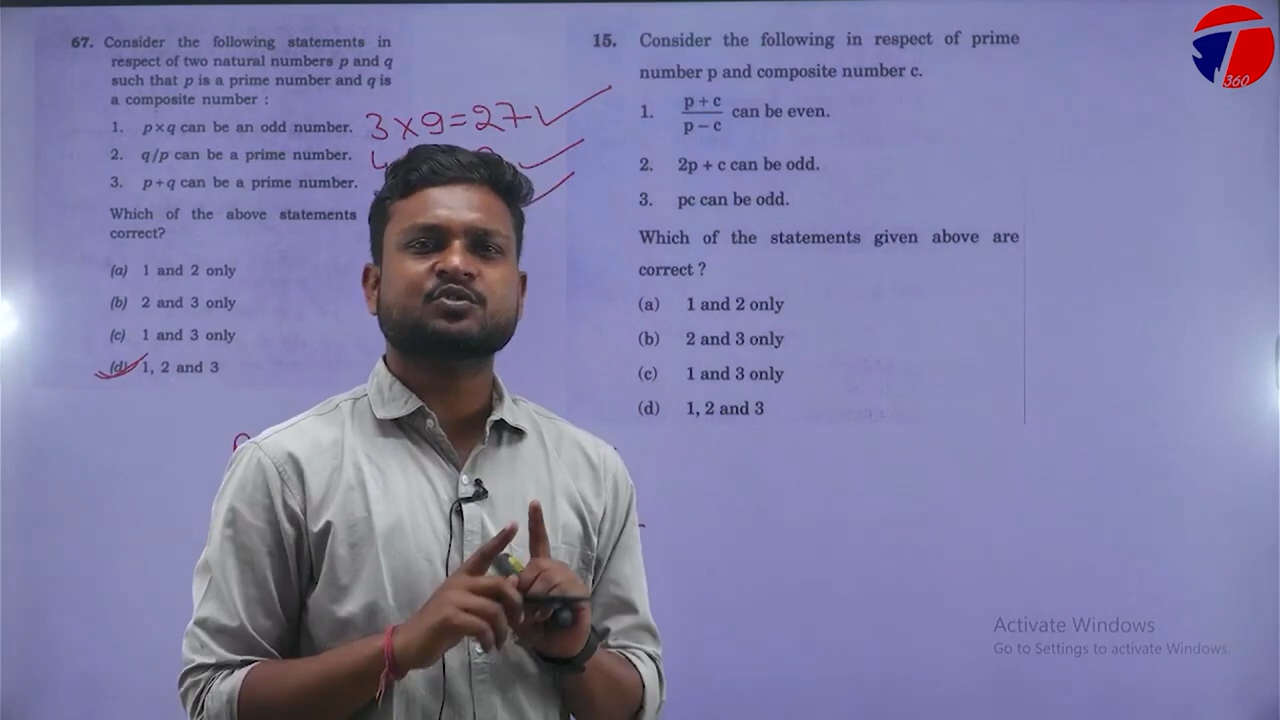 67. Consider the following statements in
respect of two natural numbers p and q
such that p is a prime number and q is
a composite number :
1. p×q can be an odd number.
2. q/p can be a prime number.
3. p+q can be a prime number.
Which of the above statements
correct?
(a) 1 and 2 only
(b) 2 and 3 only
(c) 1 and 3 only
(d) 1, 2 and 3
3×9=27
15. Consider the following in respect of prime
number p and composite number c.
1. p + c
p – c
can be even.
2. 2p + c can be odd.
3. pc can be odd.
Which of the statements given above are
correct ?
(a) 1 and 2 only
(b) 2 and 3 only
(c) 1 and 3 only
(d) 1, 2 and 3
T
360
Activate Windows
Go to Settings to activate Windows.